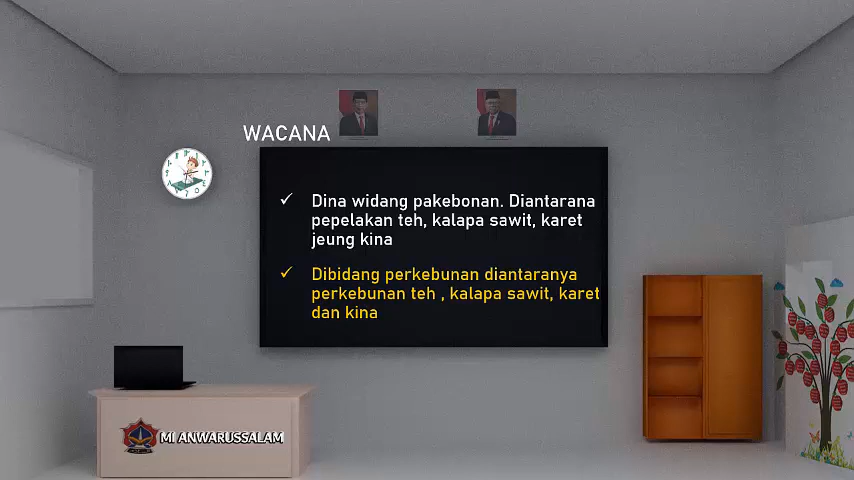 WACANA
✓ Dina widang pakebonan. Diantarana
pepelakan teh, kalapa sawit, karet
jeung kina
✓ Dibidang perkebunan diantaranya
perkebunan teh , kalapa sawit, karet
dan kina
MI ANWARUSSALAM